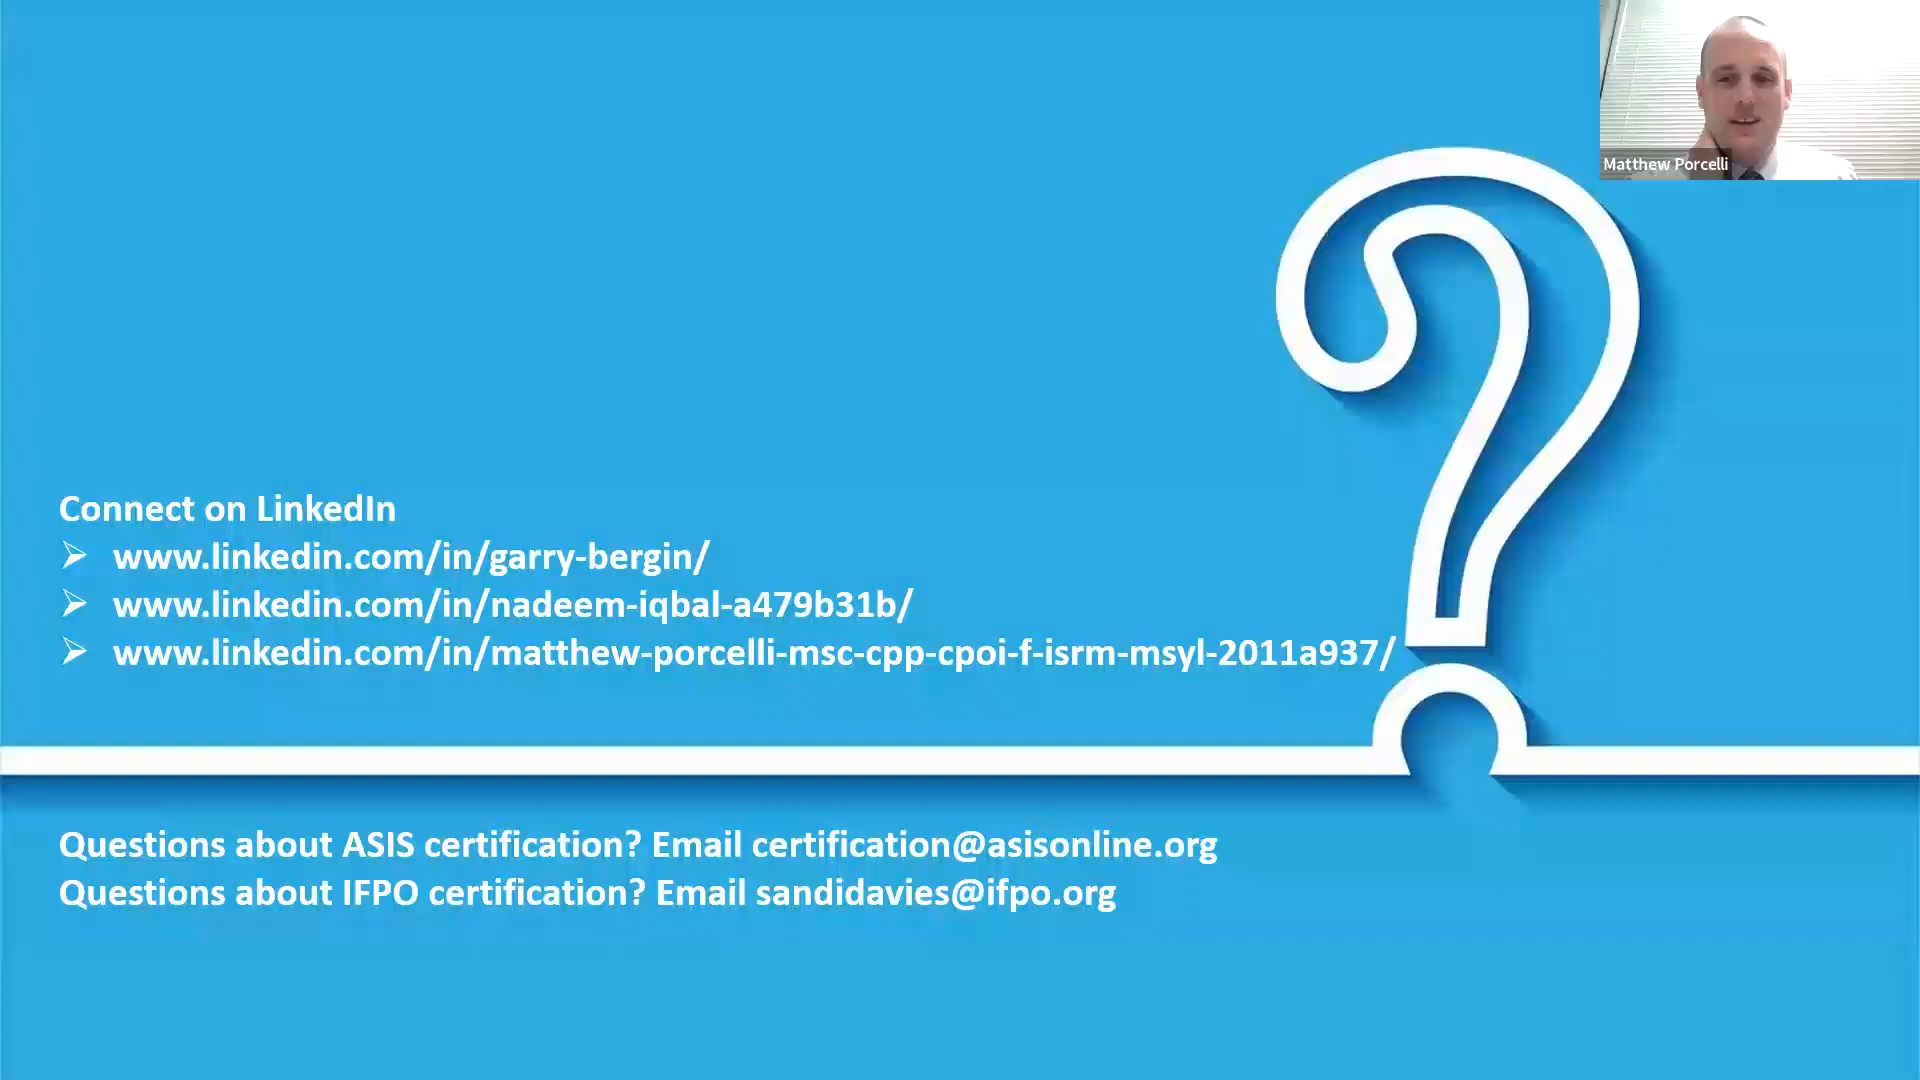 Matthew Porcelli
Connect on LinkedIn
➢ www.linkedin.com/in/garry-bergin/
➢ www.linkedin.com/in/nadeem-iqbal-a479b31b/
➢ www.linkedin.com/in/matthew-porcelli-msc-cpp-cpoi-f-isrm-msyl-2011a937/
Questions about ASIS certification? Email certification@asisonline.org
Questions about IFPO certification? Email sandidavies@ifpo.org